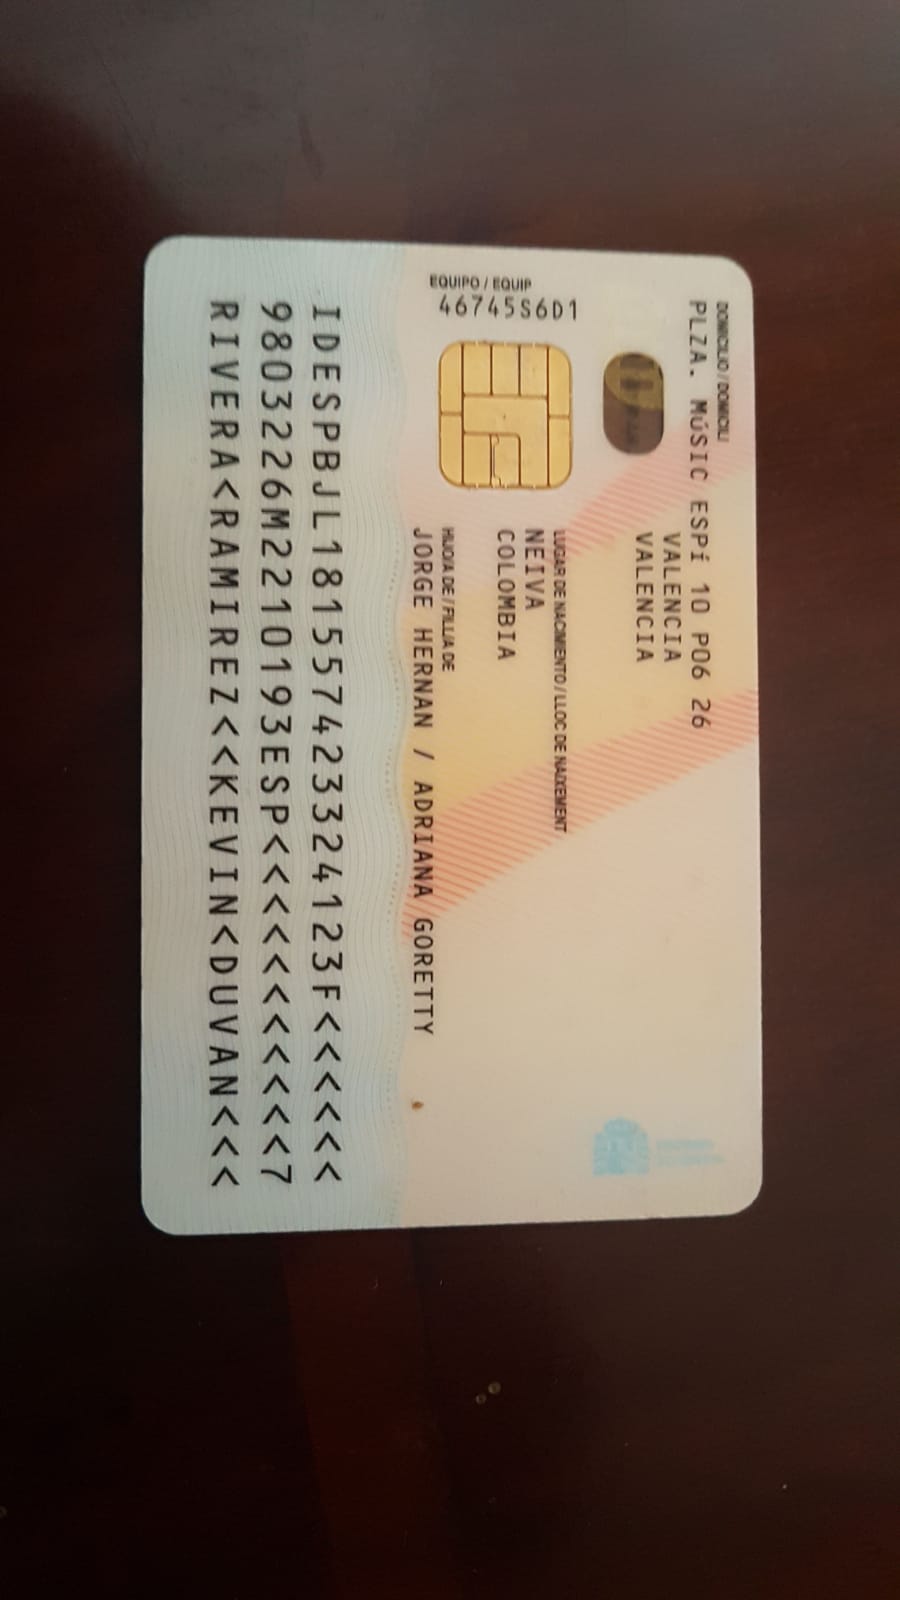 DOMICILIO / DOMICILI
PLZA. MÚSIC ESPÍ 10 P06 26
VALENCIA
VALENCIA
LUGAR DE NACIMIENTO / LLOC DE NAIXEMENT
NEIVA
COLOMBIA
EQUIPO / EQUIP
46745S6D1
HIJO/A DE / FILL/A DE
JORGE HERNAN / ADRIANA GORETTY
IDESPBJL181557423324123F<<<<<<
9803226M2210193ESP<<<<<<<<<<<7
RIVERA<RAMIREZ<<KEVIN<DUVAN<<<